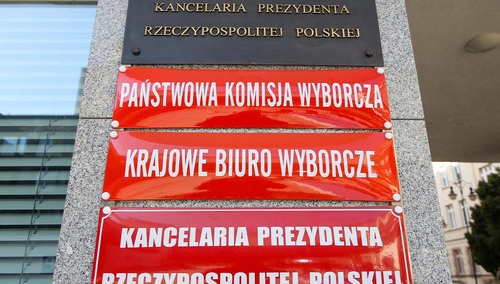 KANCELARIA PREZYDENTA
RZECZYPOSPOLITEJ POLSKIEJ
PAŃSTWOWA KOMISJA WYBORCZA
KRAJOWE BIURO WYBORCZE
KANCELARIA PREZYDENTA
RZECZYPOSPOLITEJ POLSKIEJ